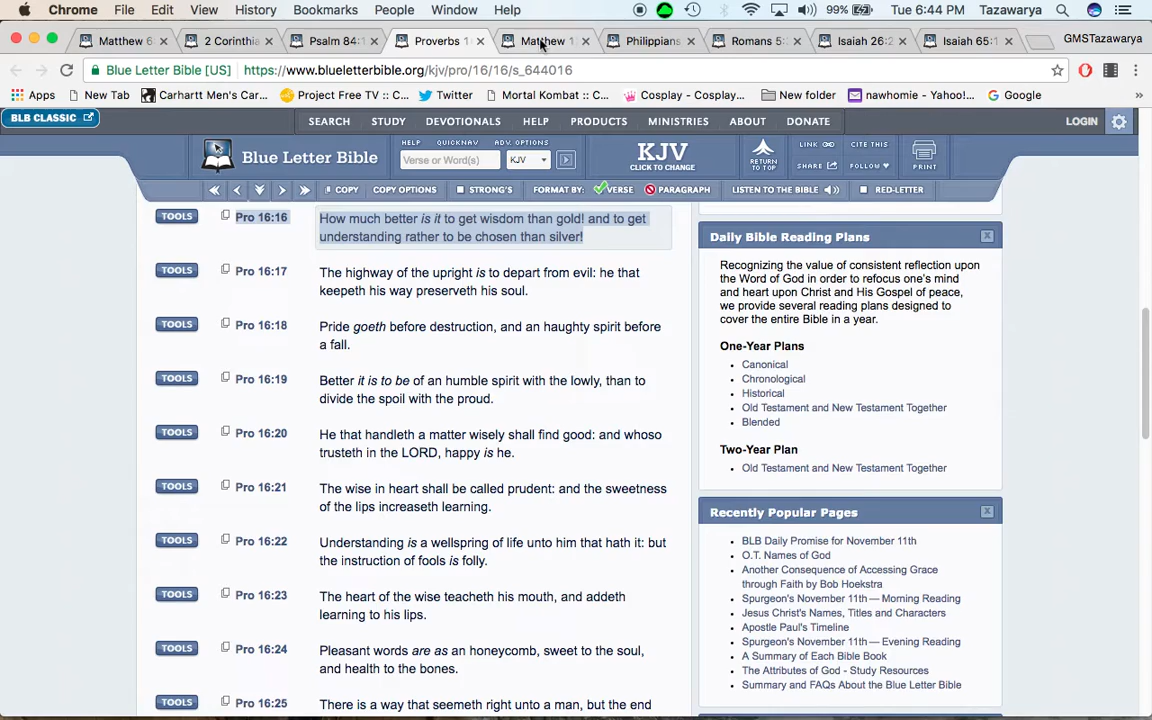 Chrome File Edit View History Bookmarks People Window Help 99% Tue 6:44 PM Tazawarya
Matthew 6: 2 Corinthia Psalm 84:1 Proverbs 1 Matthew 1 Philippians Romans 5: Isaiah 26:2 Isaiah 65:1 GMSTazawarya
Blue Letter Bible [US] https://www.blueletterbible.org/kjv/pro/16/16/s_644016
Apps New Tab Carhartt Men's Car... Project Free TV :: C... Twitter Mortal Kombat :: C... Cosplay - Cosplay... New folder nawhomie - Yahoo!... Google »
BLB CLASSIC SEARCH STUDY DEVOTIONALS HELP PRODUCTS MINISTRIES ABOUT DONATE LOGIN
HELP QUICKNAV ADV. OPTIONS
Blue Letter Bible Verse or Word(s) KJV
KJV
CLICK TO CHANGE
RETURN TO TOP
LINK CITE THIS
SHARE FOLLOW PRINT
COPY COPY OPTIONS STRONG'S FORMAT BY: VERSE PARAGRAPH LISTEN TO THE BIBLE RED-LETTER
TOOLS Pro 16:16 How much better is it to get wisdom than gold! and to get
understanding rather to be chosen than silver!
TOOLS Pro 16:17 The highway of the upright is to depart from evil: he that
keepeth his way preserveth his soul.
TOOLS Pro 16:18 Pride goeth before destruction, and an haughty spirit before
a fall.
TOOLS Pro 16:19 Better it is to be of an humble spirit with the lowly, than to
divide the spoil with the proud.
TOOLS Pro 16:20 He that handleth a matter wisely shall find good: and whoso
trusteth in the LORD, happy is he.
TOOLS Pro 16:21 The wise in heart shall be called prudent: and the sweetness
of the lips increaseth learning.
TOOLS Pro 16:22 Understanding is a wellspring of life unto him that hath it: but
the instruction of fools is folly.
TOOLS Pro 16:23 The heart of the wise teacheth his mouth, and addeth
learning to his lips.
TOOLS Pro 16:24 Pleasant words are as an honeycomb, sweet to the soul,
and health to the bones.
TOOLS Pro 16:25 There is a way that seemeth right unto a man, but the end
Daily Bible Reading Plans
Recognizing the value of consistent reflection upon
the Word of God in order to refocus one's mind
and heart upon Christ and His Gospel of peace,
we provide several reading plans designed to
cover the entire Bible in a year.
One-Year Plans
Canonical
Chronological
Historical
Old Testament and New Testament Together
Blended
Two-Year Plan
Old Testament and New Testament Together
Recently Popular Pages
BLB Daily Promise for November 11th
O.T. Names of God
Another Consequence of Accessing Grace
through Faith by Bob Hoekstra
Spurgeon's November 11th— Morning Reading
Jesus Christ's Names, Titles and Characters
Apostle Paul's Timeline
Spurgeon's November 11th— Evening Reading
A Summary of Each Bible Book
The Attributes of God - Study Resources
Summary and FAQs About the Blue Letter Bible